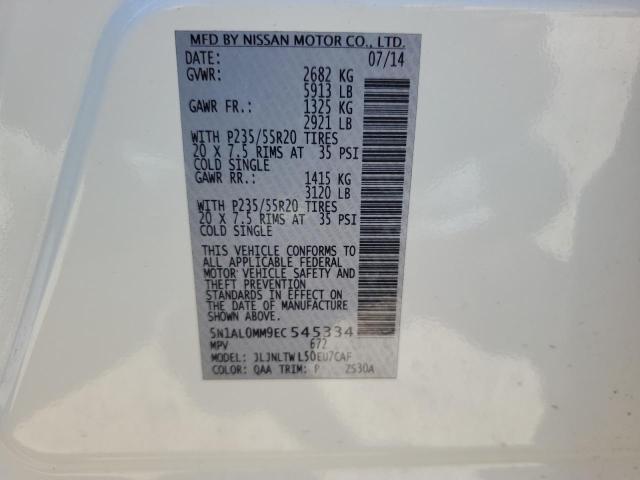 MFD BY NISSAN MOTOR CO., LTD.
DATE: 07/14
GVWR: 2682 KG
5913 LB
GAWR FR.: 1325 KG
2921 LB
WITH P235/55R20 TIRES
20 X 7.5 RIMS AT 35 PSI
COLD SINGLE
GAWR RR.: 1415 KG
3120 LB
WITH P235/55R20 TIRES
20 X 7.5 RIMS AT 35 PSI
COLD SINGLE
THIS VEHICLE CONFORMS TO
ALL APPLICABLE FEDERAL
MOTOR VEHICLE SAFETY AND
THEFT PREVENTION
STANDARDS IN EFFECT ON
THE DATE OF MANUFACTURE
SHOWN ABOVE.
5N1AL0MM9EC545334
MPV 672
MODEL: JLJNLTWL50EU7CAF
COLOR: QAA TRIM: P ZS30A